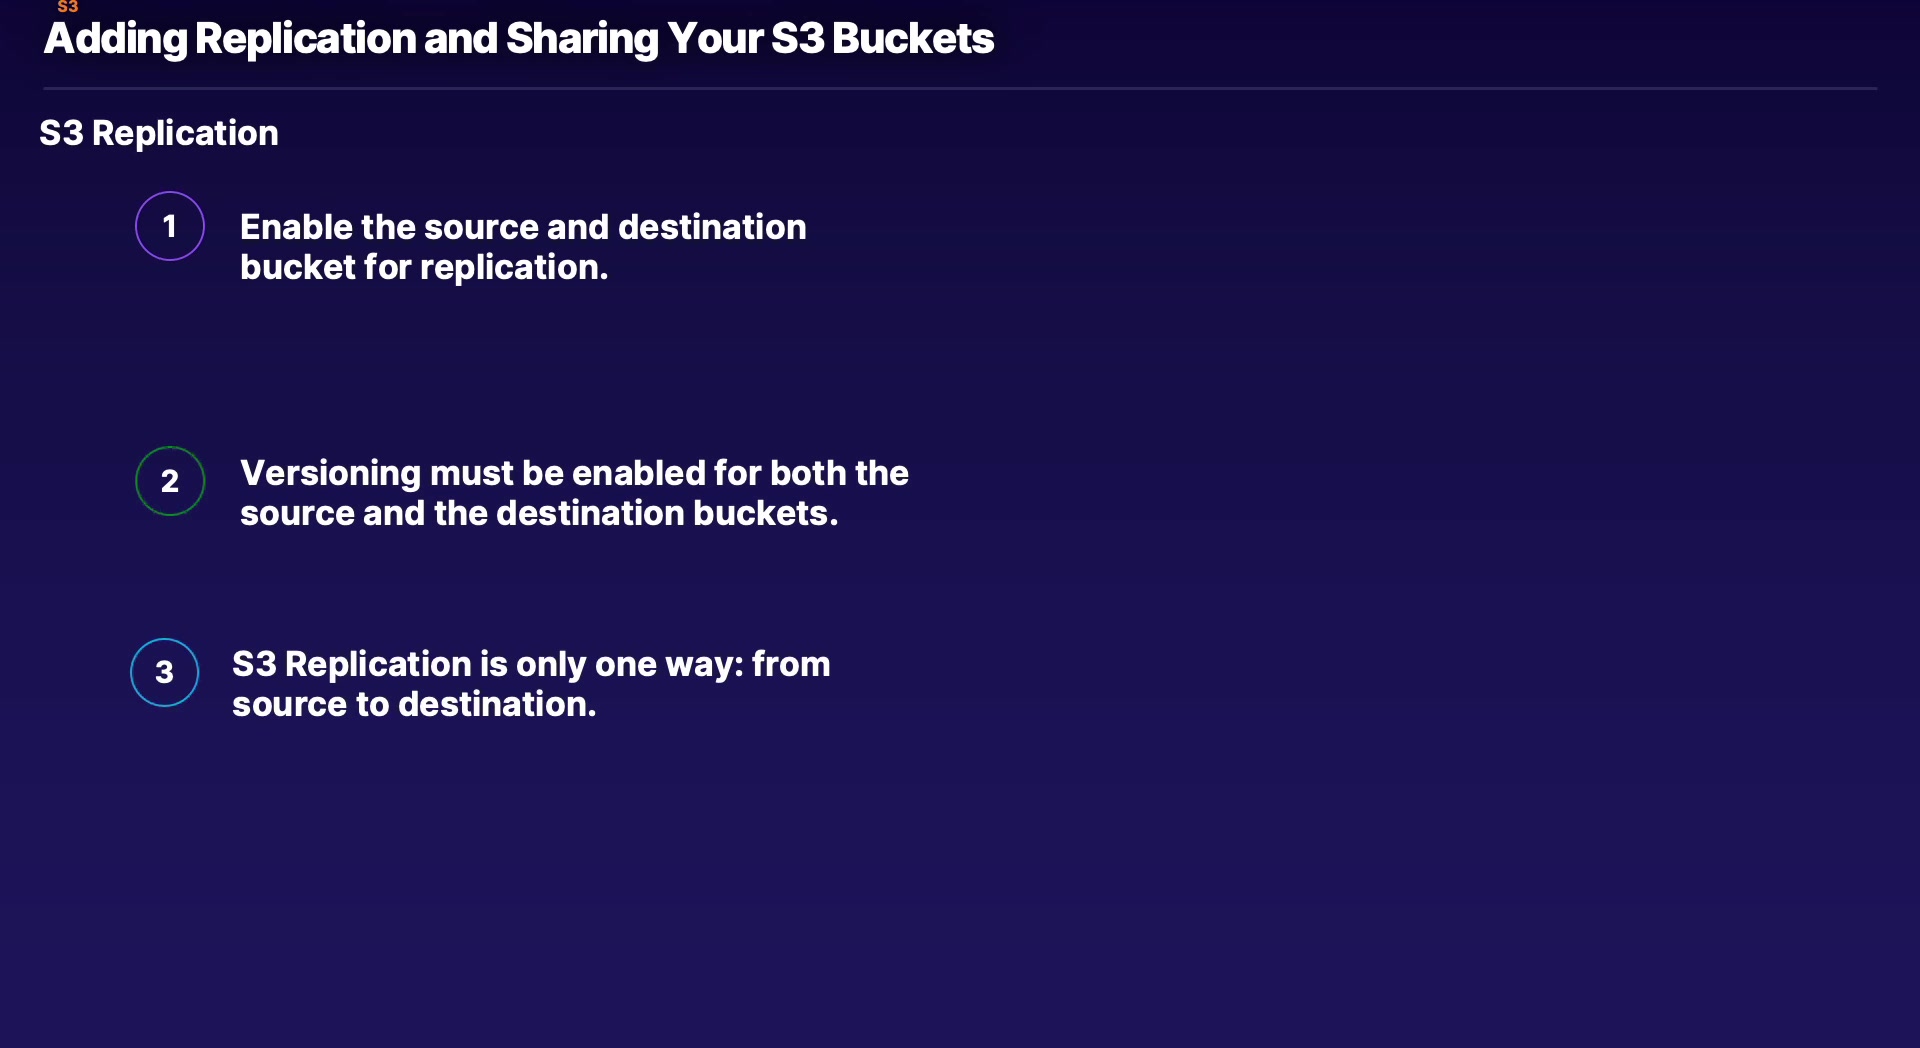 S3
Adding Replication and Sharing Your S3 Buckets
S3 Replication
1
Enable the source and destination
bucket for replication.
2
Versioning must be enabled for both the
source and the destination buckets.
3
S3 Replication is only one way: from
source to destination.